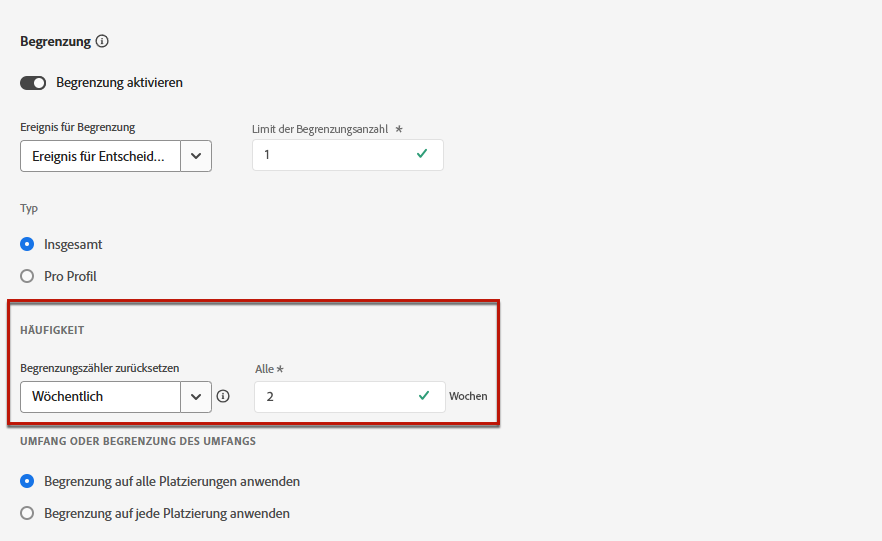 Begrenzung
Begrenzung aktivieren
Ereignis für Begrenzung
Limit der Begrenzungsanzahl *
Ereignis für Entscheid...
1
Typ
Insgesamt
Pro Profil
HÄUFIGKEIT
Begrenzungszähler zurücksetzen
Alle *
Wöchentlich
2
Wochen
UMFANG ODER BEGRENZUNG DES UMFANGS
Begrenzung auf alle Platzierungen anwenden
Begrenzung auf jede Platzierung anwenden